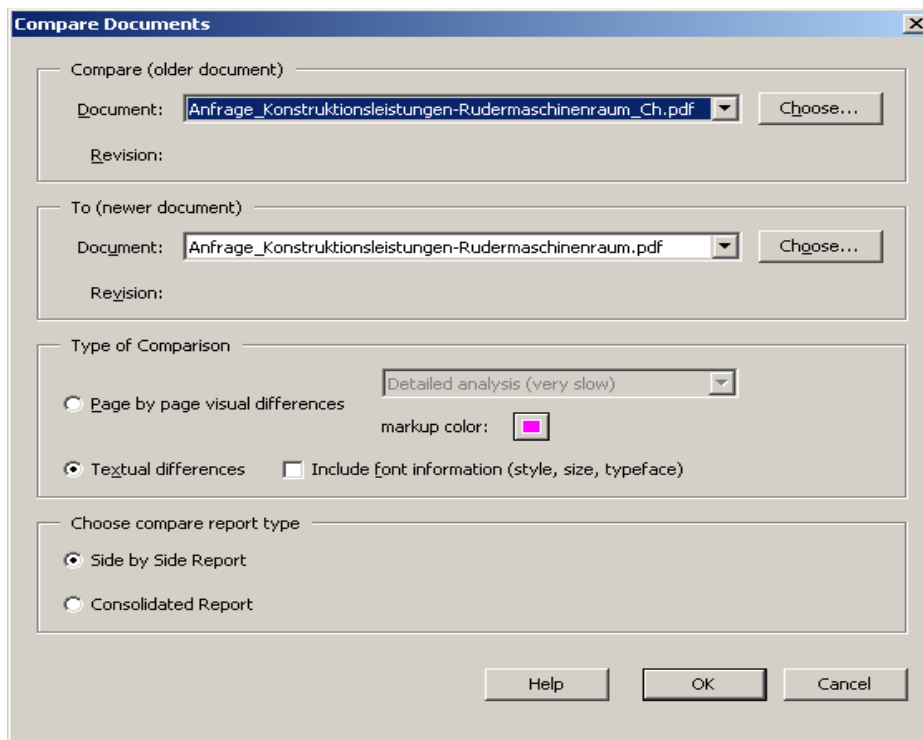 Compare Documents
Compare (older document)
Document: Anfrage_Konstruktionsleistungen-Rudermaschinenraum_Ch.pdf Choose...
Revision:
To (newer document)
Document: Anfrage_Konstruktionsleistungen-Rudermaschinenraum.pdf Choose...
Revision:
Type of Comparison
Detailed analysis (very slow)
Page by page visual differences
markup color:
Textual differences Include font information (style, size, typeface)
Choose compare report type
Side by Side Report
Consolidated Report
Help OK Cancel